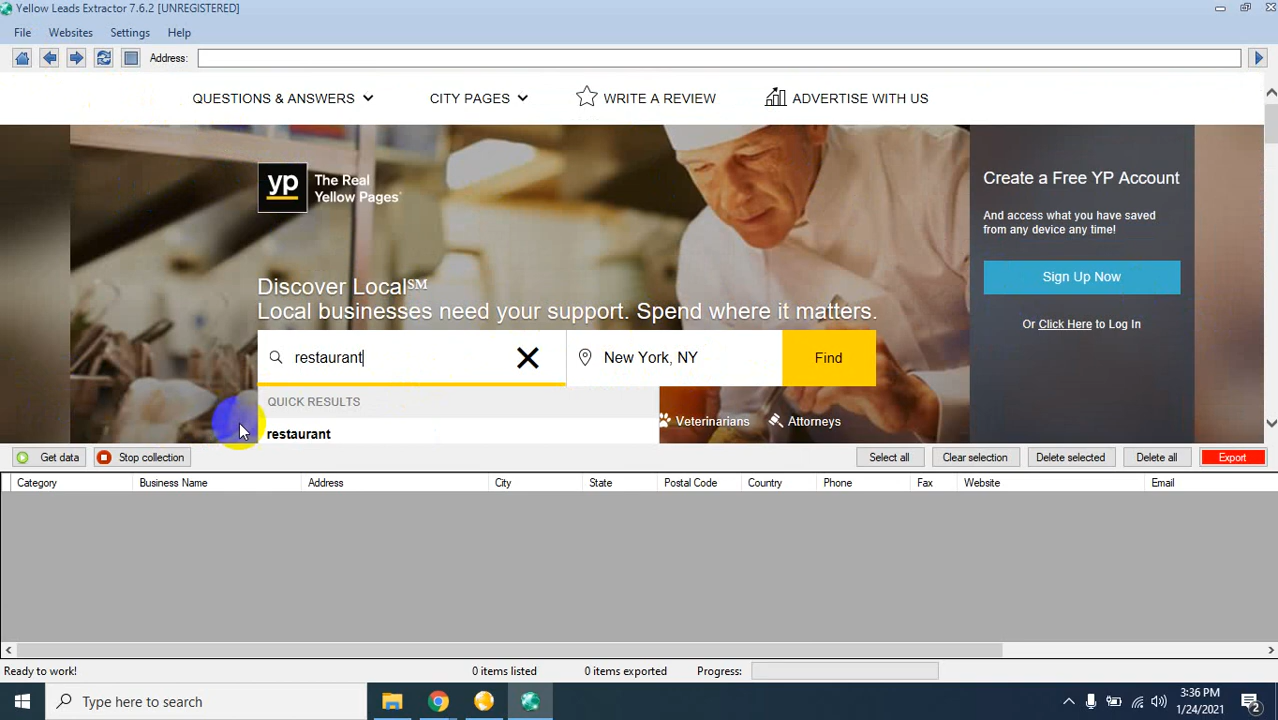 Yellow Leads Extractor 7.6.2 [UNREGISTERED]
File Websites Settings Help
Address:
QUESTIONS & ANSWERS CITY PAGES WRITE A REVIEW ADVERTISE WITH US
yp The Real Yellow Pages
Create a Free YP Account
And access what you have saved
from any device any time!
Sign Up Now
Or Click Here to Log In
Discover Local℠
Local businesses need your support. Spend where it matters.
restaurant New York, NY Find
QUICK RESULTS
restaurant
Veterinarians Attorneys
Get data Stop collection Select all Clear selection Delete selected Delete all Export
Category Business Name Address City State Postal Code Country Phone Fax Website Email
Ready to work! 0 items listed 0 items exported Progress:
Type here to search
3:36 PM
1/24/2021
2